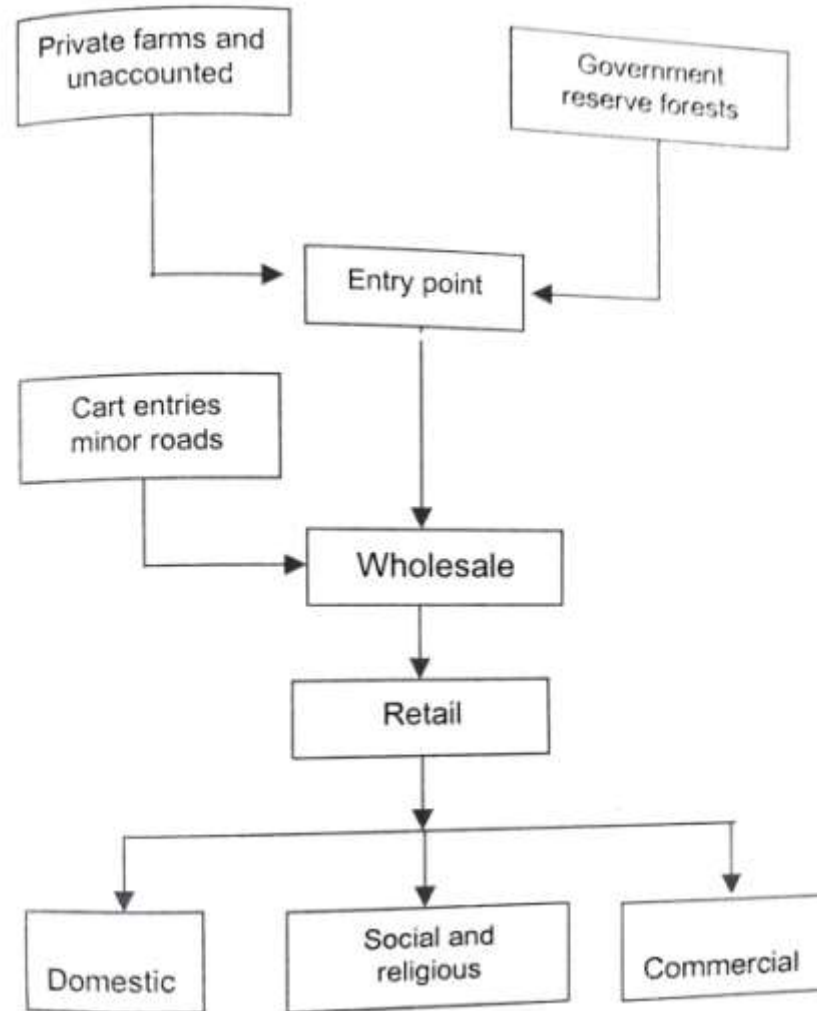 Private farms and
unaccounted
Government
reserve forests
Entry point
Cart entries
minor roads
Wholesale
Retail
Domestic
Social and
religious
Commercial